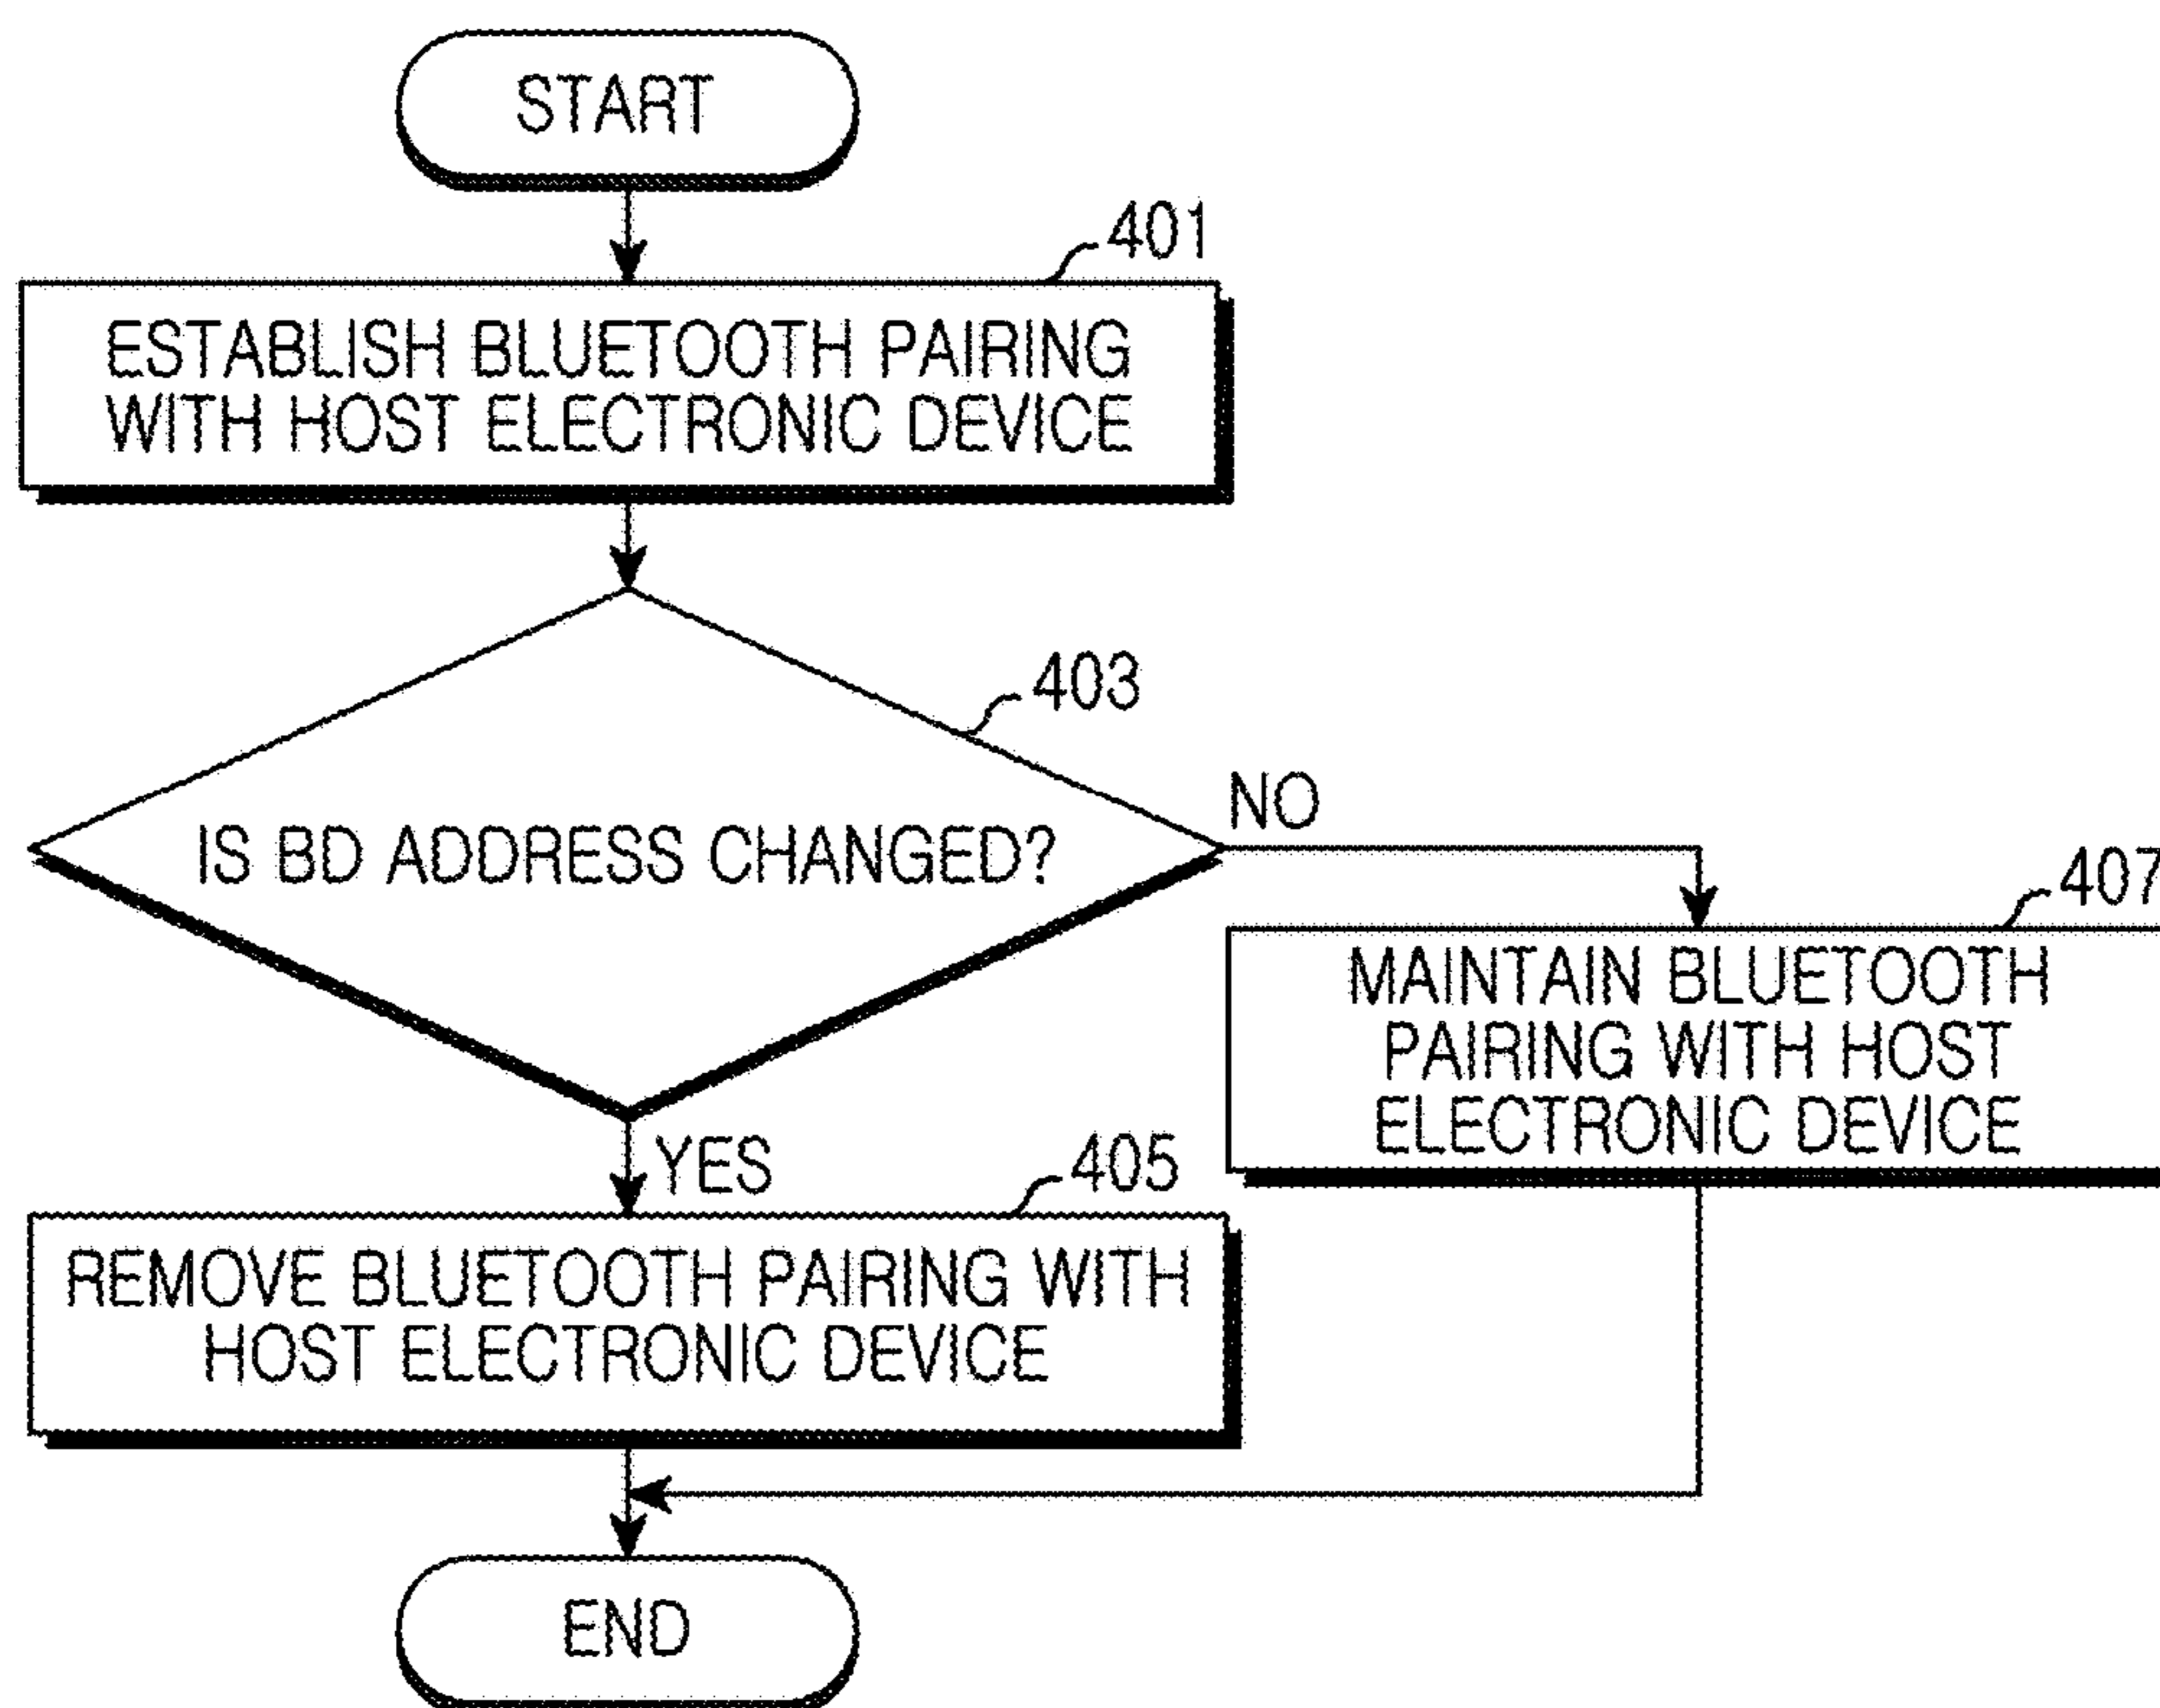 START
401
ESTABLISH BLUETOOTH PAIRING
WITH HOST ELECTRONIC DEVICE
403
IS BD ADDRESS CHANGED?
NO
407
MAINTAIN BLUETOOTH
PAIRING WITH HOST
ELECTRONIC DEVICE
YES
405
REMOVE BLUETOOTH PAIRING WITH
HOST ELECTRONIC DEVICE
END